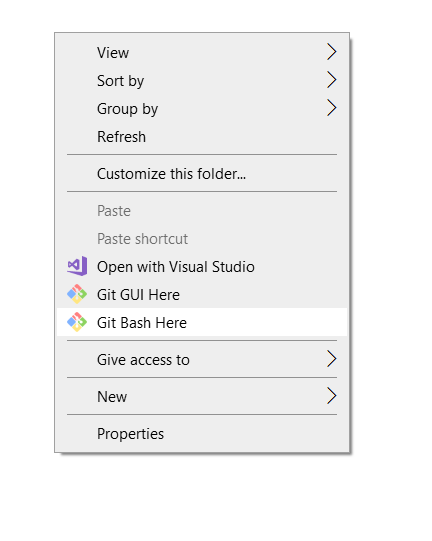 View
Sort by
Group by
Refresh
Customize this folder...
Paste
Paste shortcut
Open with Visual Studio
Git GUI Here
Git Bash Here
Give access to
New
Properties